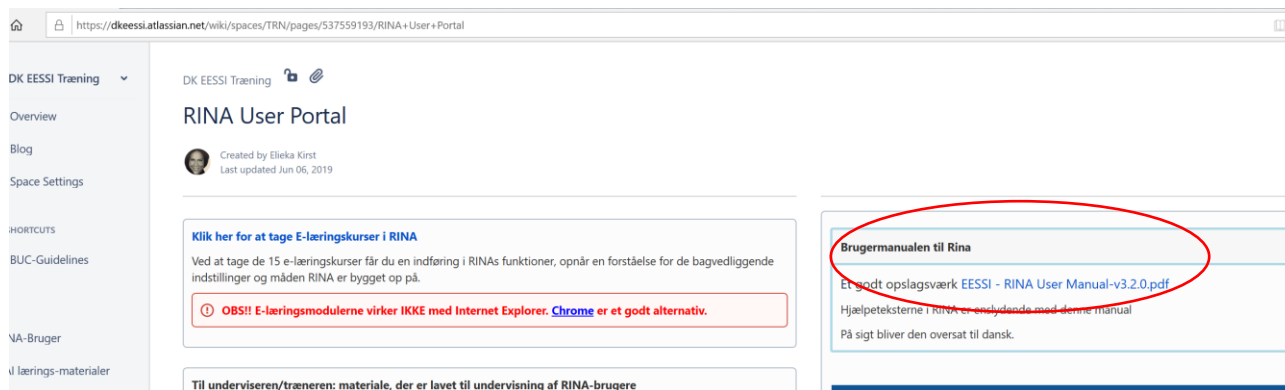 https://dkeessi.atlassian.net/wiki/spaces/TRN/pages/537559193/RINA+User+Portal
DK EESSI Træning
Overview
Blog
Space Settings
SHORTCUTS
BUC-Guidelines
NA-Bruger
lærings-materialer
DK EESSI Træning
RINA User Portal
Created by Elieka Kirst
Last updated Jun 06, 2019
Klik her for at tage E-læringskurser i RINA
Ved at tage de 15 e-læringskurser får du en indføring i RINAs funktioner, opnår en forståelse for de bagvedliggende
indstillinger og måden RINA er bygget op på.
OBS!! E-læringsmodulerne virker IKKE med Internet Explorer. Chrome er et godt alternativ.
Til underviseren/træneren: materiale, der er lavet til undervisning af RINA-brugere
Brugermanualen til Rina
Et godt opslagsværk EESSI - RINA User Manual-v3.2.0.pdf
Hjælpeteksterne i RINA er enslydende med denne manual
På sigt bliver den oversat til dansk.